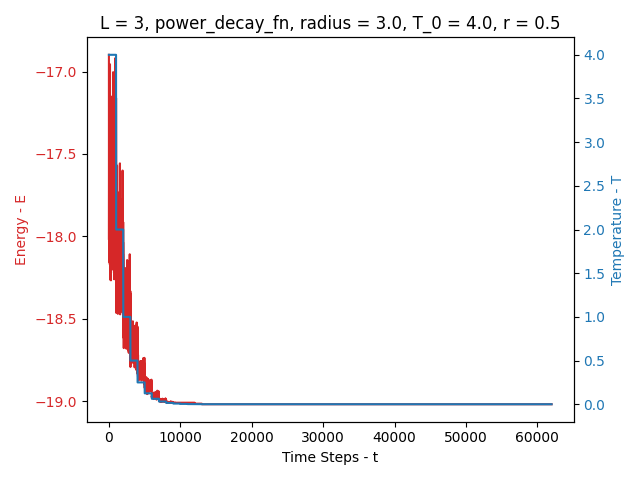 L = 3, power_decay_fn, radius = 3.0, T_0 = 4.0, r = 0.5
Energy - E
−17.0
−17.5
−18.0
−18.5
−19.0
4.0
3.5
3.0
2.5
2.0
1.5
1.0
0.5
0.0
Temperature - T
0 10000 20000 30000 40000 50000 60000
Time Steps - t